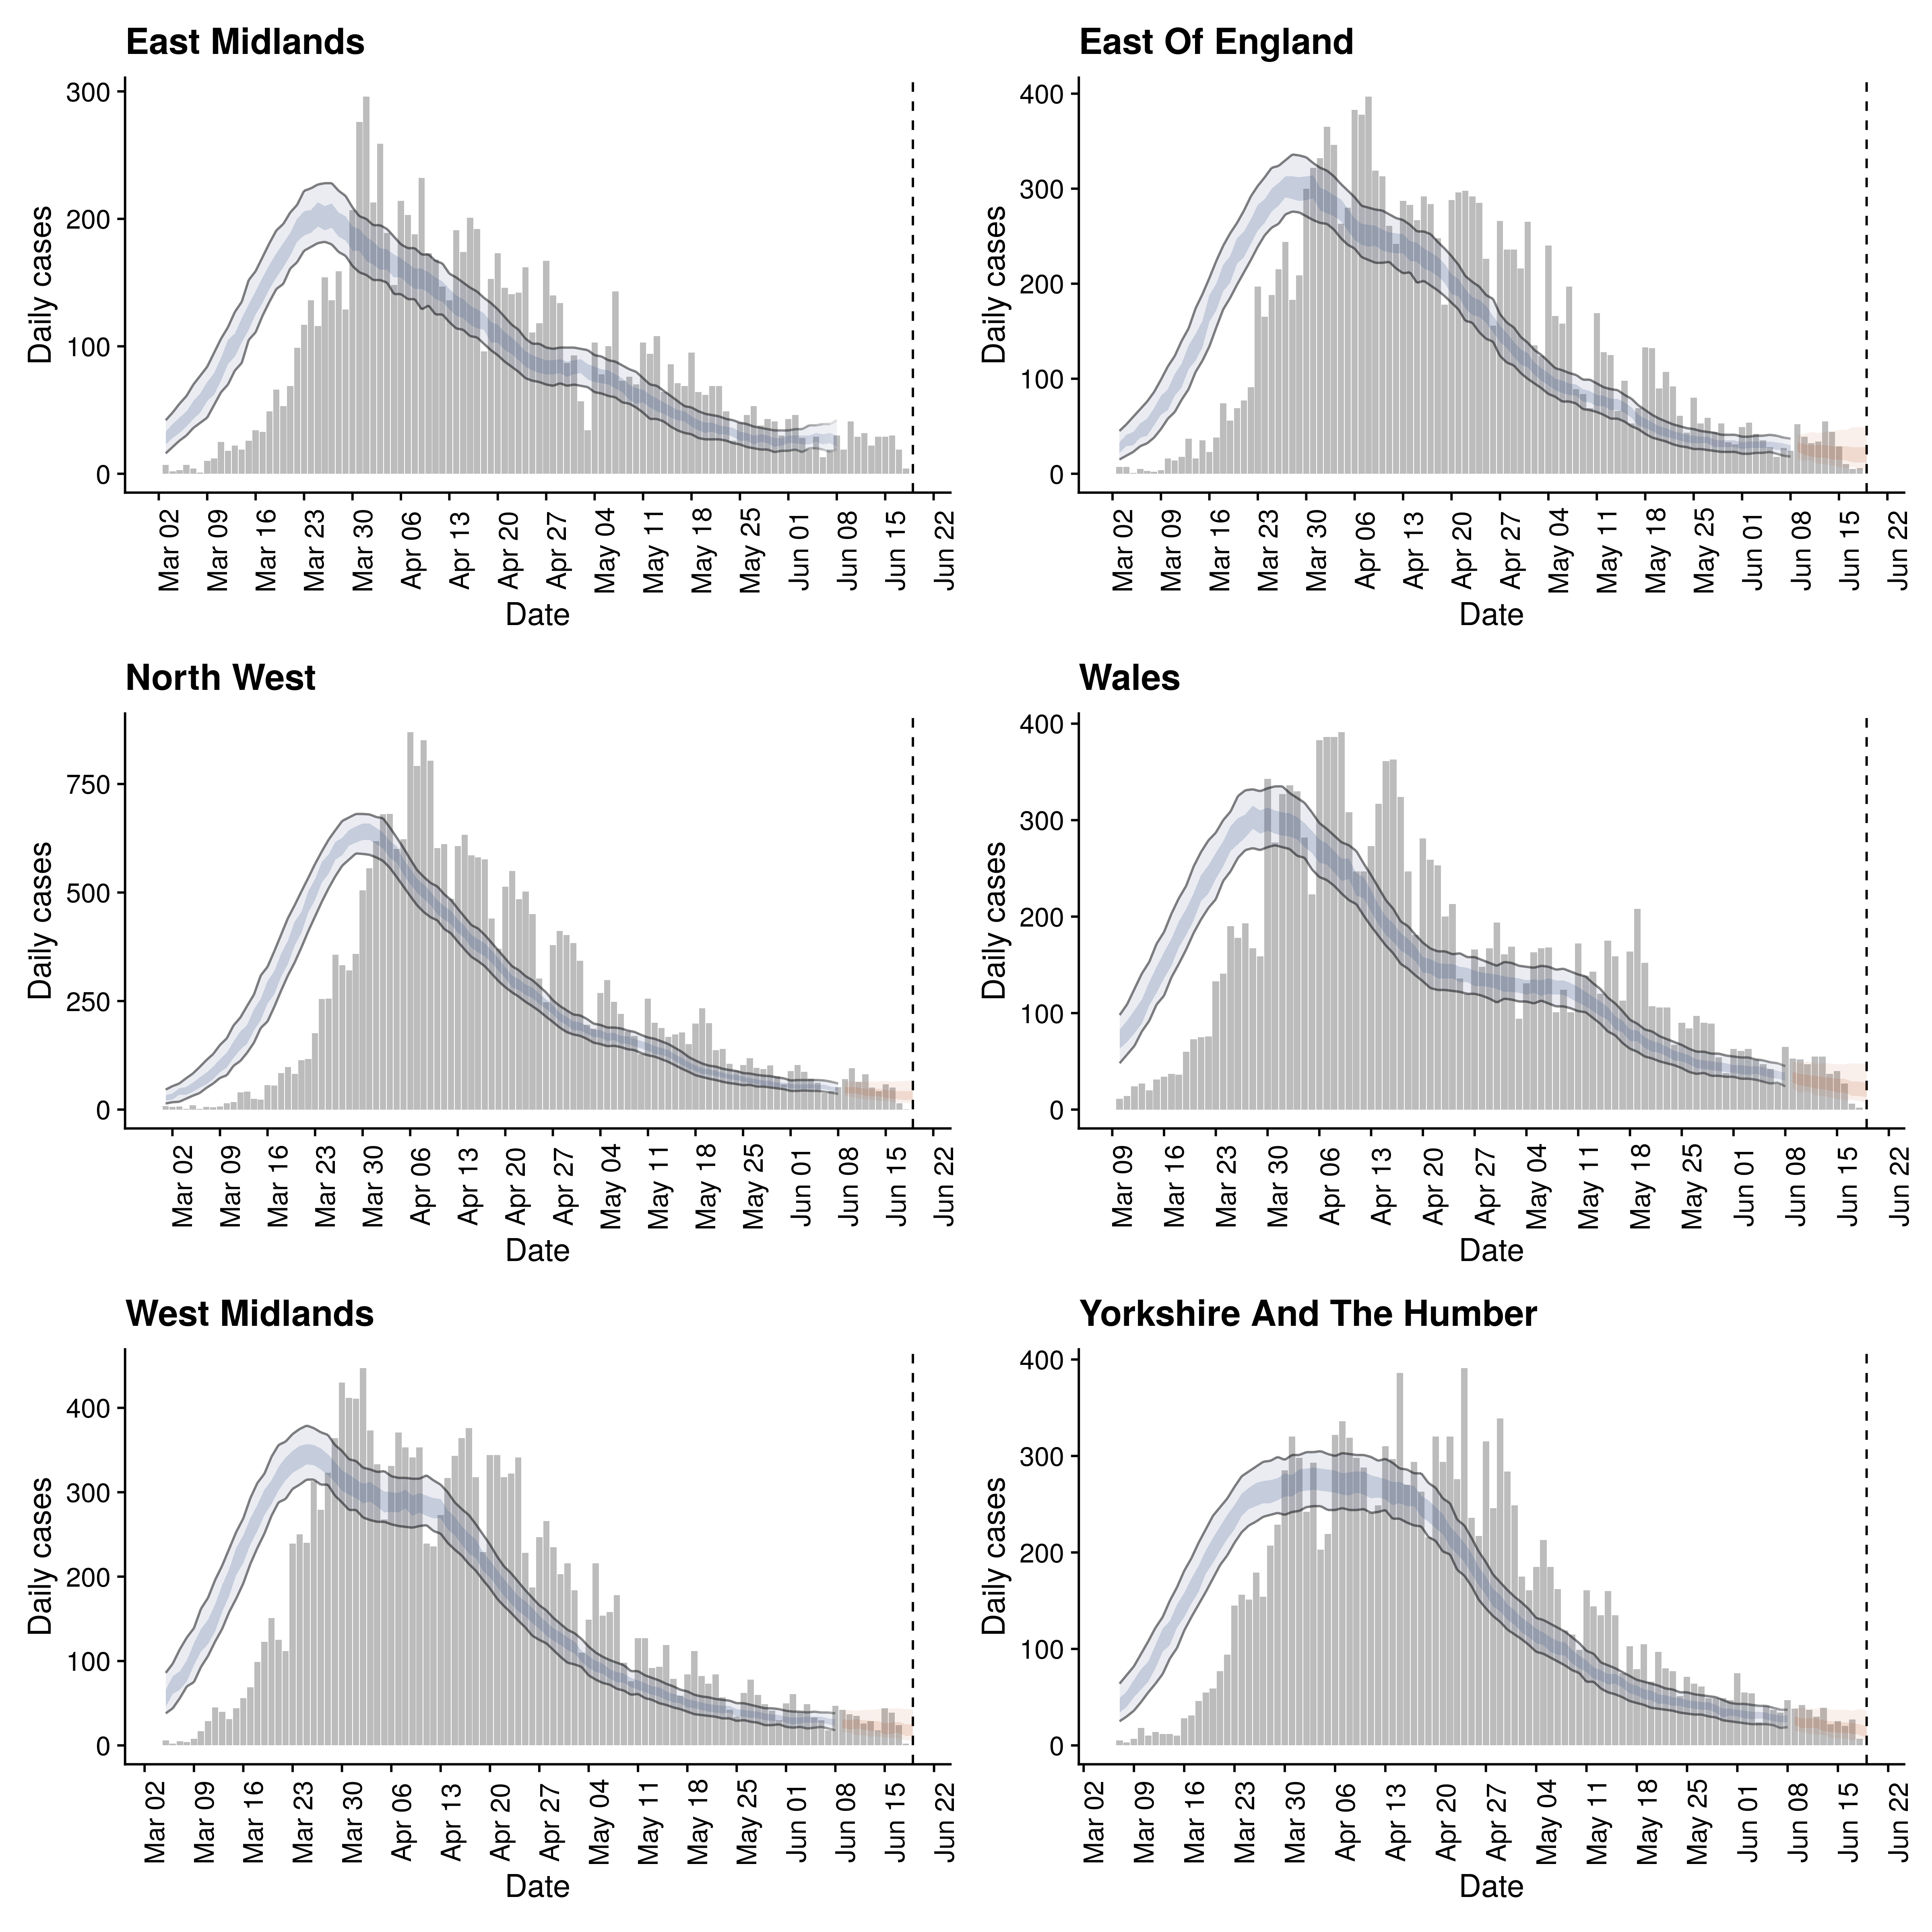 East Midlands
Daily cases
300
200
100
0
Mar 02
Mar 09
Mar 16
Mar 23
Mar 30
Apr 06
Apr 13
Apr 20
Apr 27
May 04
May 11
May 18
May 25
Jun 01
Jun 08
Jun 15
Jun 22
Date
East Of England
Daily cases
400
300
200
100
0
Mar 02
Mar 09
Mar 16
Mar 23
Mar 30
Apr 06
Apr 13
Apr 20
Apr 27
May 04
May 11
May 18
May 25
Jun 01
Jun 08
Jun 15
Jun 22
Date
North West
Daily cases
750
500
250
0
Mar 02
Mar 09
Mar 16
Mar 23
Mar 30
Apr 06
Apr 13
Apr 20
Apr 27
May 04
May 11
May 18
May 25
Jun 01
Jun 08
Jun 15
Jun 22
Date
Wales
Daily cases
400
300
200
100
0
Mar 09
Mar 16
Mar 23
Mar 30
Apr 06
Apr 13
Apr 20
Apr 27
May 04
May 11
May 18
May 25
Jun 01
Jun 08
Jun 15
Jun 22
Date
West Midlands
Daily cases
400
300
200
100
0
Mar 02
Mar 09
Mar 16
Mar 23
Mar 30
Apr 06
Apr 13
Apr 20
Apr 27
May 04
May 11
May 18
May 25
Jun 01
Jun 08
Jun 15
Jun 22
Date
Yorkshire And The Humber
Daily cases
400
300
200
100
0
Mar 02
Mar 09
Mar 16
Mar 23
Mar 30
Apr 06
Apr 13
Apr 20
Apr 27
May 04
May 11
May 18
May 25
Jun 01
Jun 08
Jun 15
Jun 22
Date